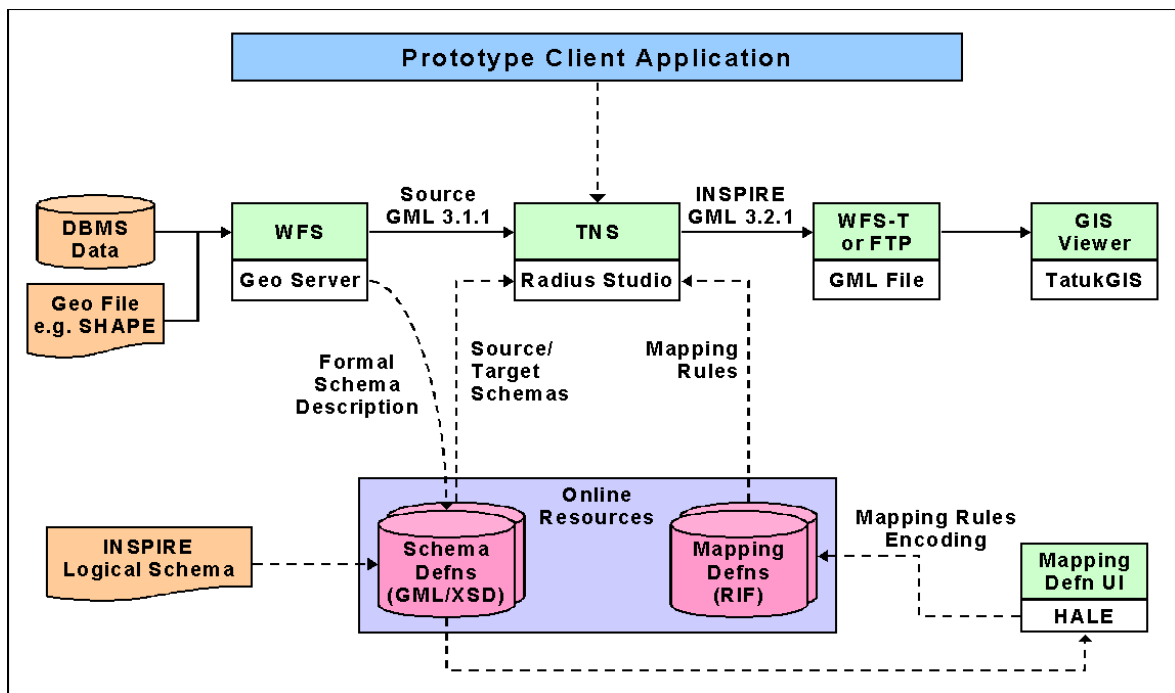 Prototype Client Application
Source
GML 3.1.1
INSPIRE
GML 3.2.1
DBMS
Data
WFS
Geo Server
TNS
Radius Studio
WFS-T
or FTP
GML File
GIS
Viewer
TatukGIS
Geo File
e.g. SHAPE
Formal
Schema
Description
Source/
Target
Schemas
Mapping
Rules
Online
Resources
INSPIRE
Logical Schema
Schema
Defns
(GML/XSD)
Mapping
Defns
(RIF)
Mapping Rules
Encoding
Mapping
Defn UI
HALE